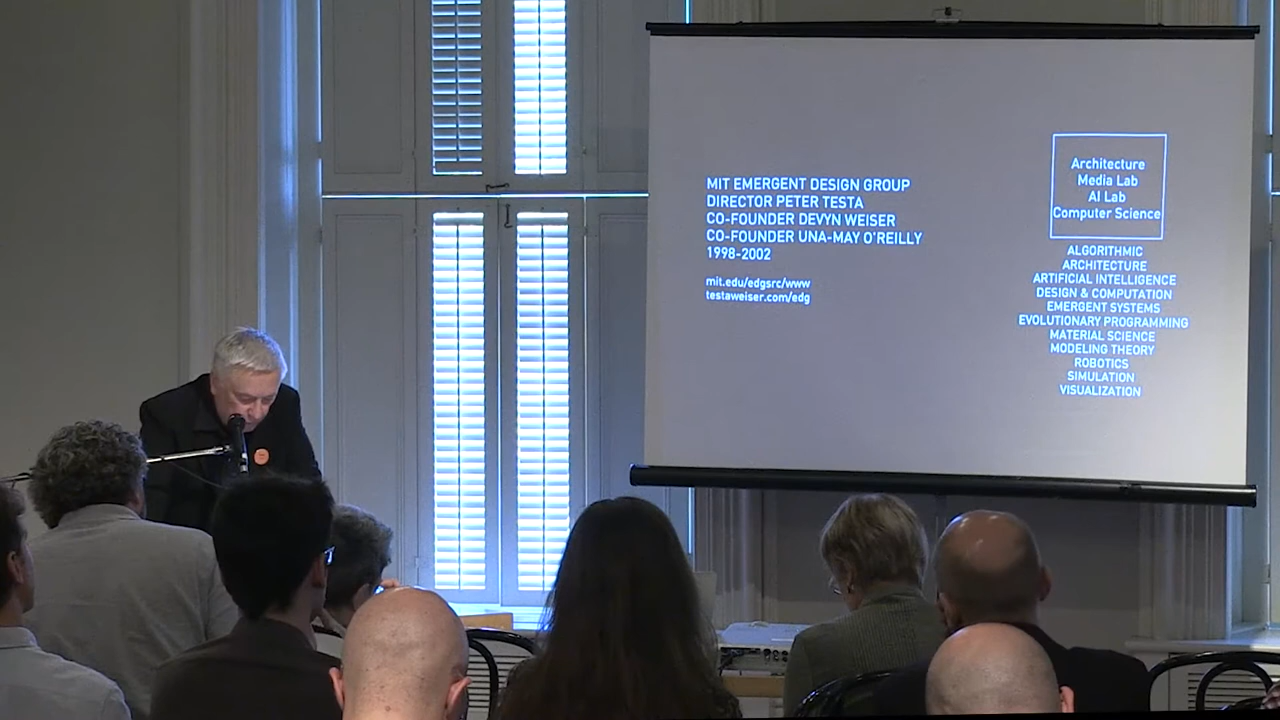 MIT EMERGENT DESIGN GROUP
DIRECTOR PETER TESTA
CO-FOUNDER DEVYN WEISER
CO-FOUNDER UNA-MAY O'REILLY
1998-2002
mit.edu/edgsrc/www
testaweiser.com/edg
Architecture
Media Lab
AI Lab
Computer Science
ALGORITHMIC
ARCHITECTURE
ARTIFICIAL INTELLIGENCE
DESIGN & COMPUTATION
EMERGENT SYSTEMS
EVOLUTIONARY PROGRAMMING
MATERIAL SCIENCE
MODELING THEORY
ROBOTICS
SIMULATION
VISUALIZATION